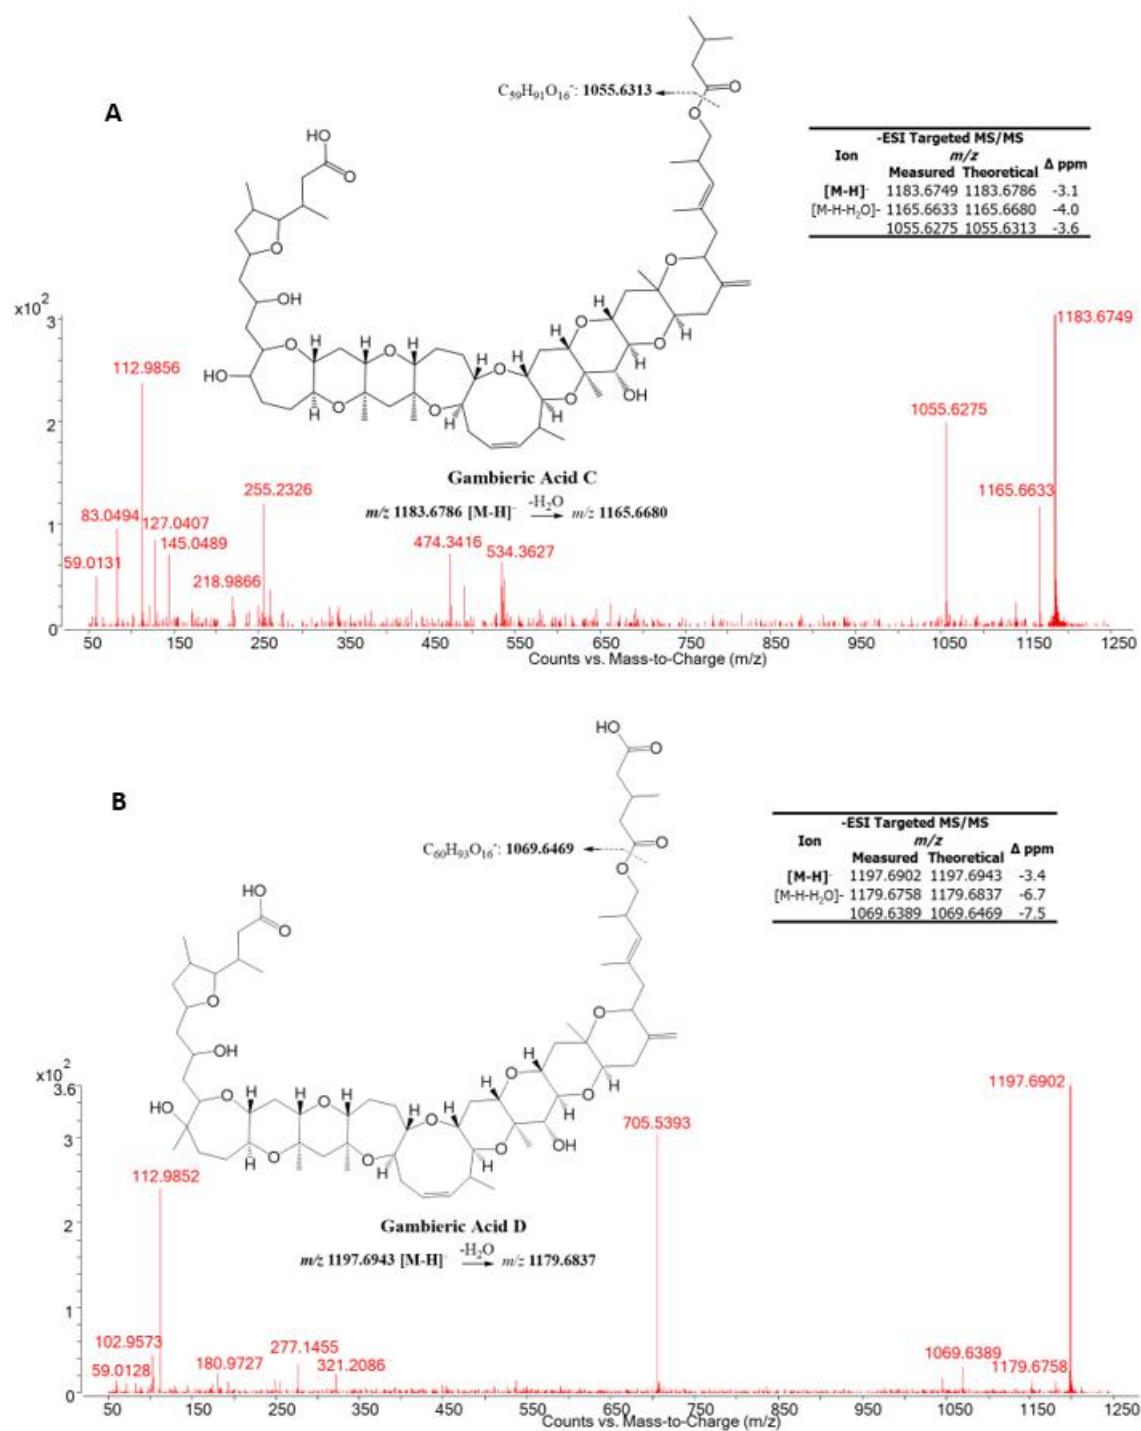 A
C₅₉H₉₁O₁₆⁻: 1055.6313
O
O
HO
O
O
OH
HO
-ESI Targeted MS/MS
Ion m/z Δ ppm
Measured Theoretical
[M-H]⁻ 1183.6749 1183.6786 -3.1
[M-H-H₂O]- 1165.6633 1165.6680 -4.0
1055.6275 1055.6313 -3.6
O
H
H
O
O
H
H
H
OH
H
H
H
O
O
H
H
O
H
O
O
H
O
H
H
Gambieric Acid C
m/z 1183.6786 [M-H]⁻ -H₂O m/z 1165.6680
x10²
3
2
1
0
59.0131
83.0494
112.9856
127.0407
145.0489
218.9866
255.2326
474.3416
534.3627
1055.6275
1165.6633
1183.6749
50 150 250 350 450 550 650 750 850 950 1050 1150 1250
Counts vs. Mass-to-Charge (m/z)
B
HO
O
C₆₀H₉₃O₁₆⁻: 1069.6469
O
O
HO
O
O
OH
HO
-ESI Targeted MS/MS
Ion m/z Δ ppm
Measured Theoretical
[M-H]⁻ 1197.6902 1197.6943 -3.4
[M-H-H₂O]- 1179.6758 1179.6837 -6.7
1069.6389 1069.6469 -7.5
O
H
H
O
O
H
H
H
OH
O
H
H
H
O
O
H
H
O
H
O
O
H
O
H
Gambieric Acid D
m/z 1197.6943 [M-H]⁻ -H₂O m/z 1179.6837
x10²
3.6
3
2
1
0
59.0128
102.9573
112.9852
180.9727
277.1455
321.2086
705.5393
1069.6389
1179.6758
1197.6902
50 150 250 350 450 550 650 750 850 950 1050 1150 1250
Counts vs. Mass-to-Charge (m/z)